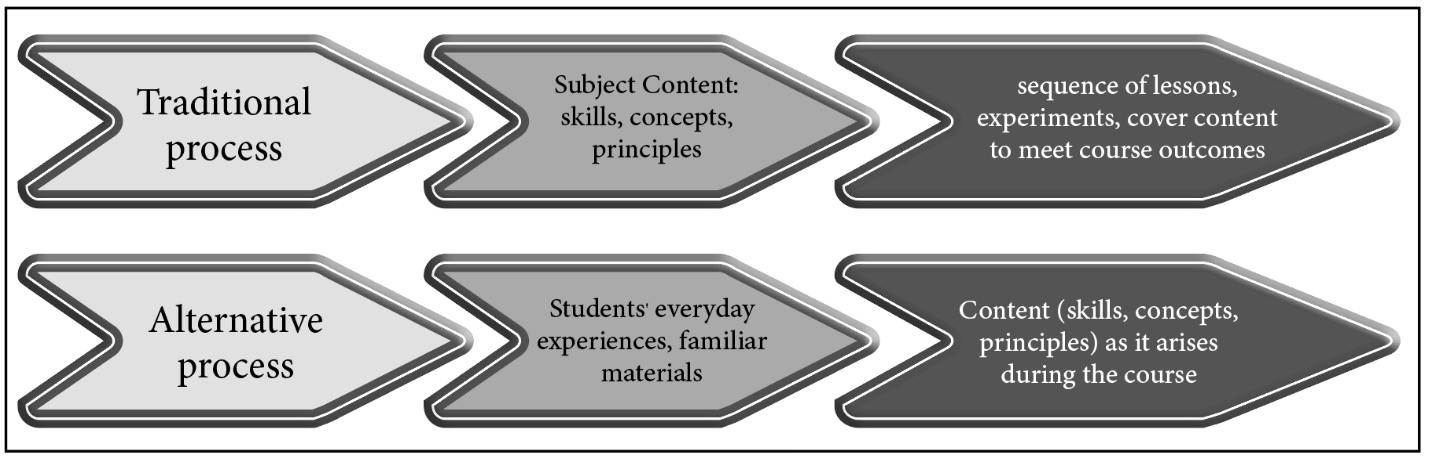 Traditional
process
Subject Content:
skills, concepts,
principles
sequence of lessons,
experiments, cover content
to meet course outcomes
Alternative
process
Students' everyday
experiences, familiar
materials
Content (skills, concepts,
principles) as it arises
during the course